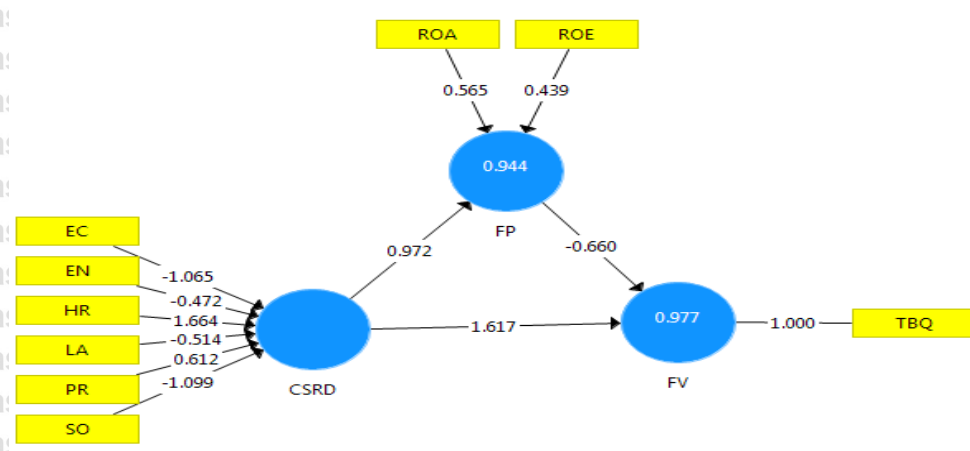 ROA
ROE
0.565
0.439
0.944
FP
EC
EN
HR
LA
PR
SO
-1.065
-0.472
1.664
-0.514
0.612
-1.099
0.972
-0.660
CSRD
1.617
0.977
FV
1.000
TBQ